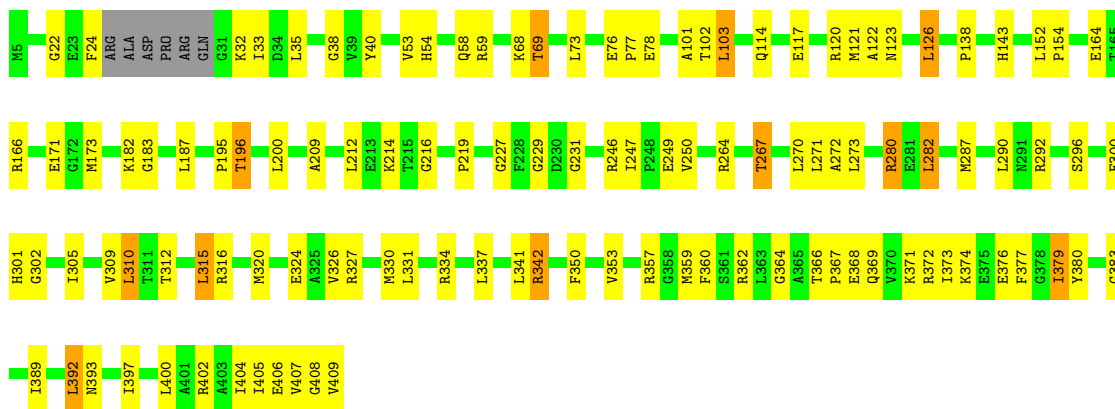 M5 G22 E23 F24 ARG ALA ASP PRO ARG GLN G31 K32 I33 D34 L35 G38 V39 Y40 V53 H54 Q58 R59 K68 T69 L73 E76 P77 E78 A101 T102 L103 Q114 E117 R120 M121 A122 N123 L126 P138 H143 L152 P154 E164 T165
R166 E171 G172 M173 K182 G183 L187 P195 T196 L200 A209 L212 E213 K214 T215 G216 P219 G227 F228 G229 D230 G231 R246 I247 P248 E249 V250 R264 T267 L270 L271 A272 L273 R280 E281 L282 M287 L290 N291 R292 S296
H301 G302 I305 V309 L310 T311 T312 L315 R316 M320 E324 A325 V326 R327 M330 L331 R334 L337 L341 R342 F350 V353 R357 G358 M359 F360 S361 R362 L363 G364 A365 T366 P367 E368 Q369 V370 K371 R372 I373 K374 E375 E376 F377 G378 I379 Y380
I389 L392 N393 I397 L400 A401 R402 A403 I404 I405 E406 V407 G408 V409